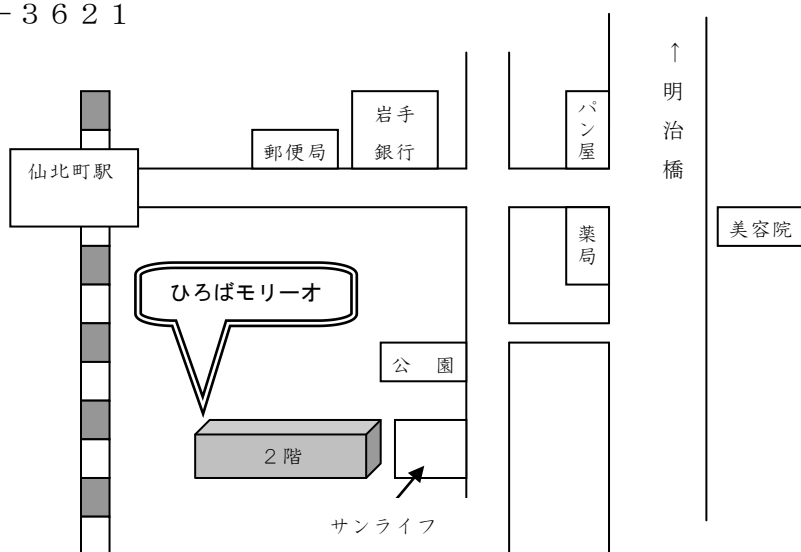 -3621
↑明治橋
岩手
銀行
パン屋
郵便局
仙北町駅
薬局
美容院
ひろばモリーオ
公 園
2階
サンライフ